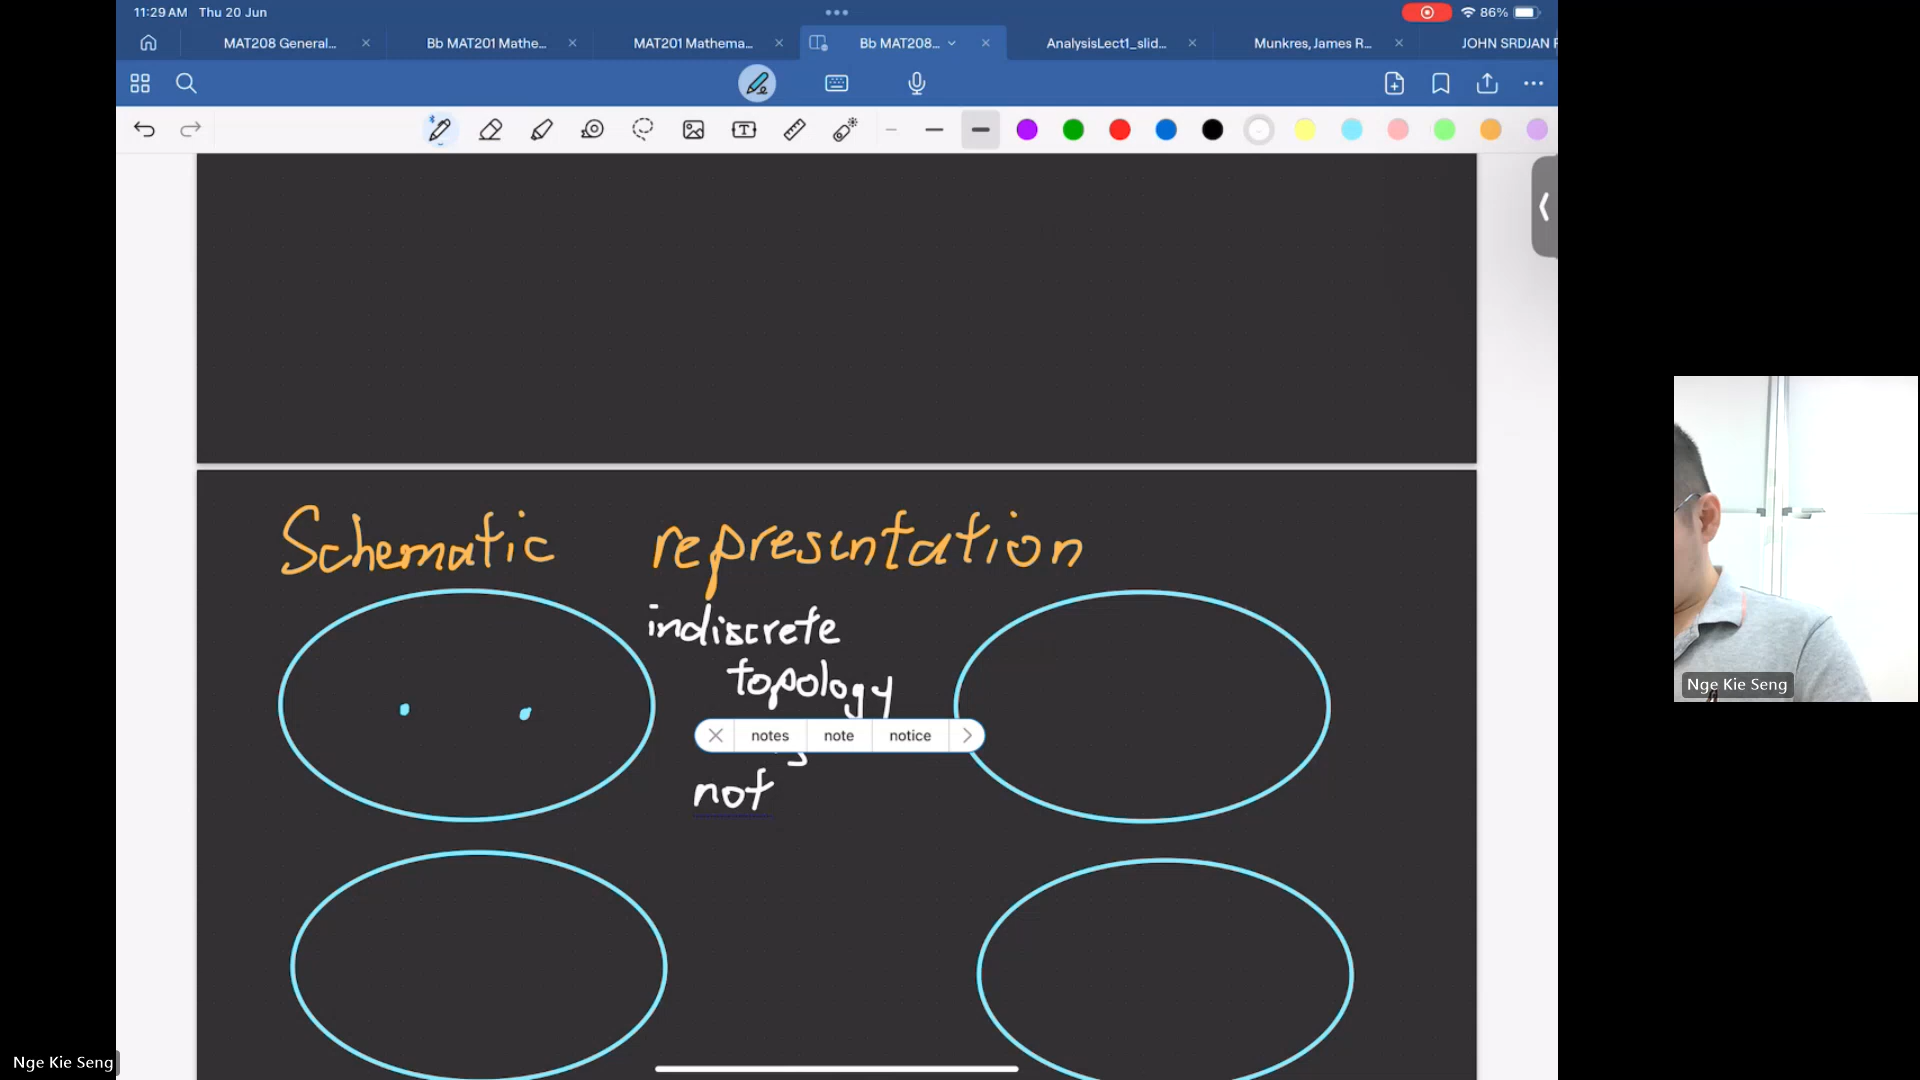 11:29 AM Thu 20 Jun
86%
MAT208 General...
Bb MAT201 Mathe...
MAT201 Mathema...
Bb MAT208...
AnalysisLect1_slid...
Munkres, James R...
JOHN SRDJAN
Schematic representation
indiscrete
topology
notes note notice
not
Nge Kie Seng
Nge Kie Seng